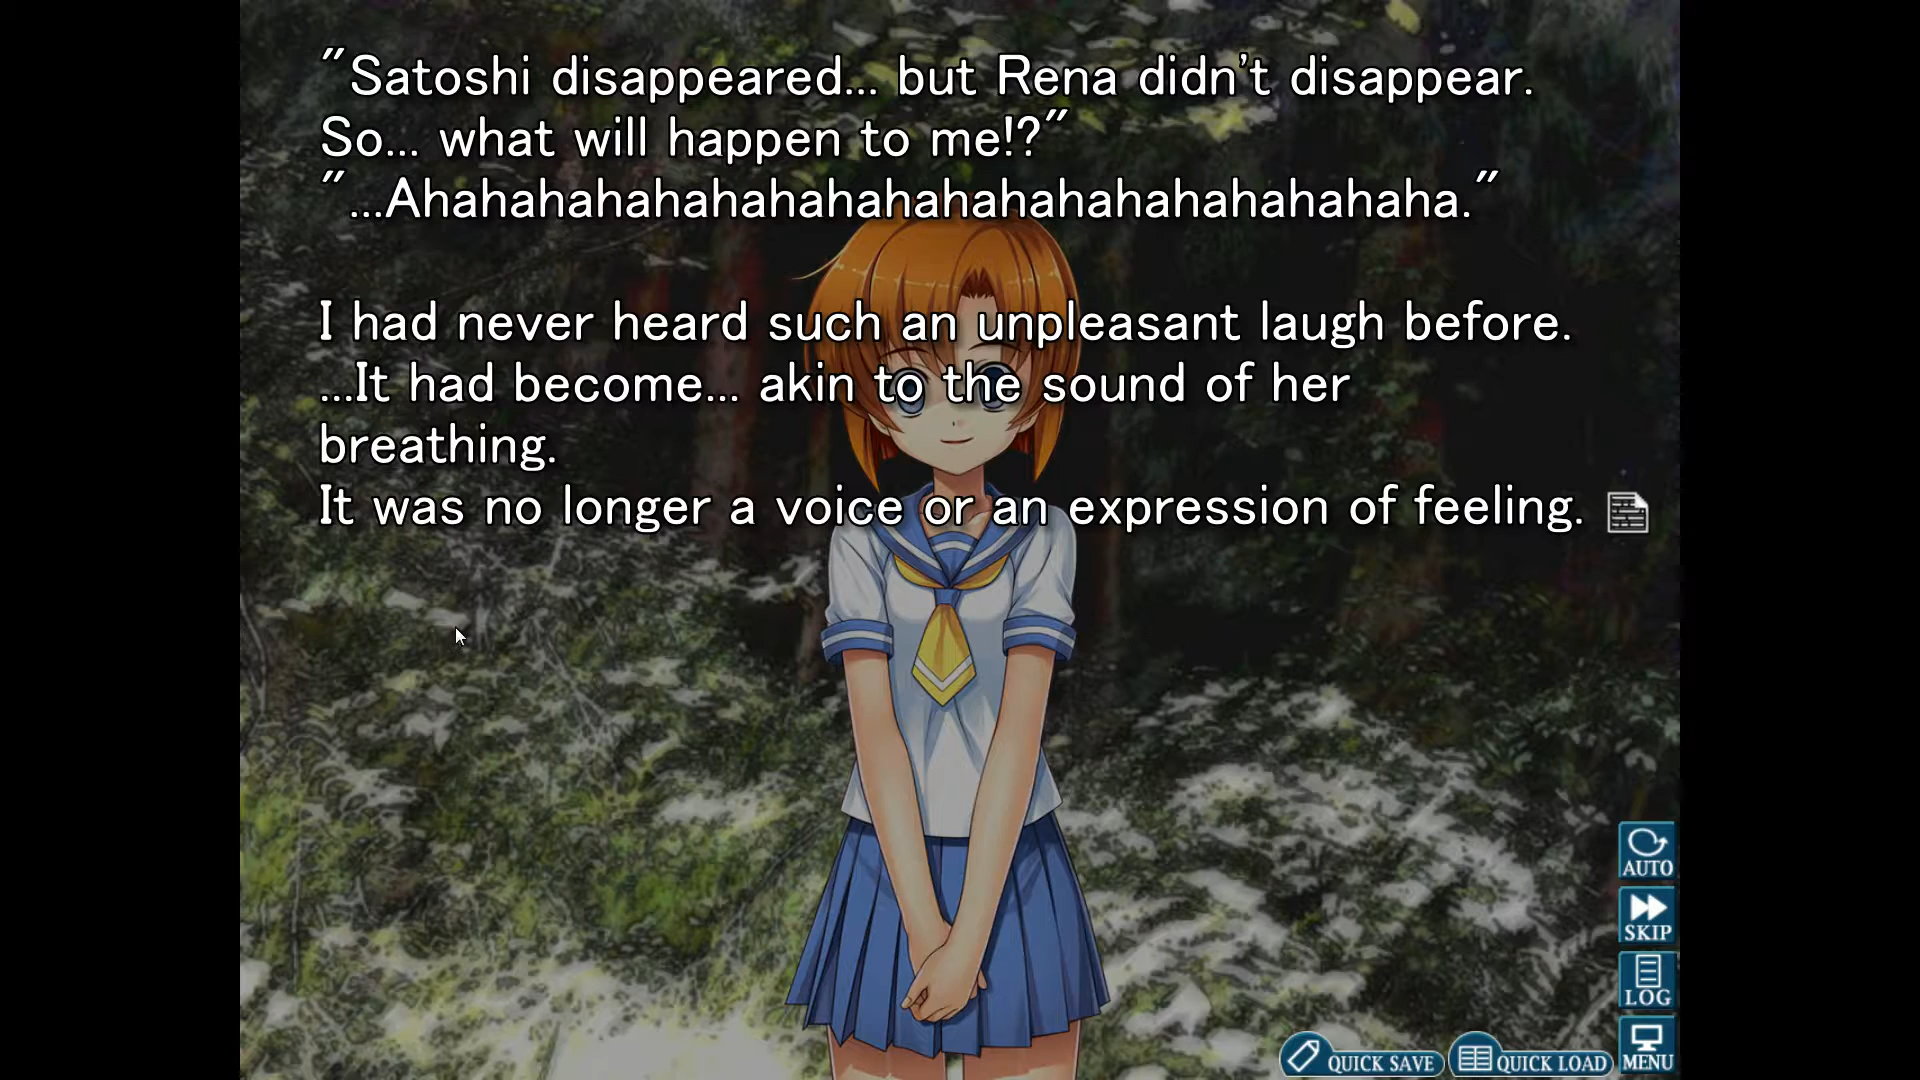 "Satoshi disappeared... but Rena didn't disappear.
So... what will happen to me!?"
"...Ahahahahahahahahahahahahahahahahahaha."
I had never heard such an unpleasant laugh before.
...It had become... akin to the sound of her
breathing.
It was no longer a voice or an expression of feeling.
AUTO
SKIP
LOG
MENU
QUICK SAVE
QUICK LOAD